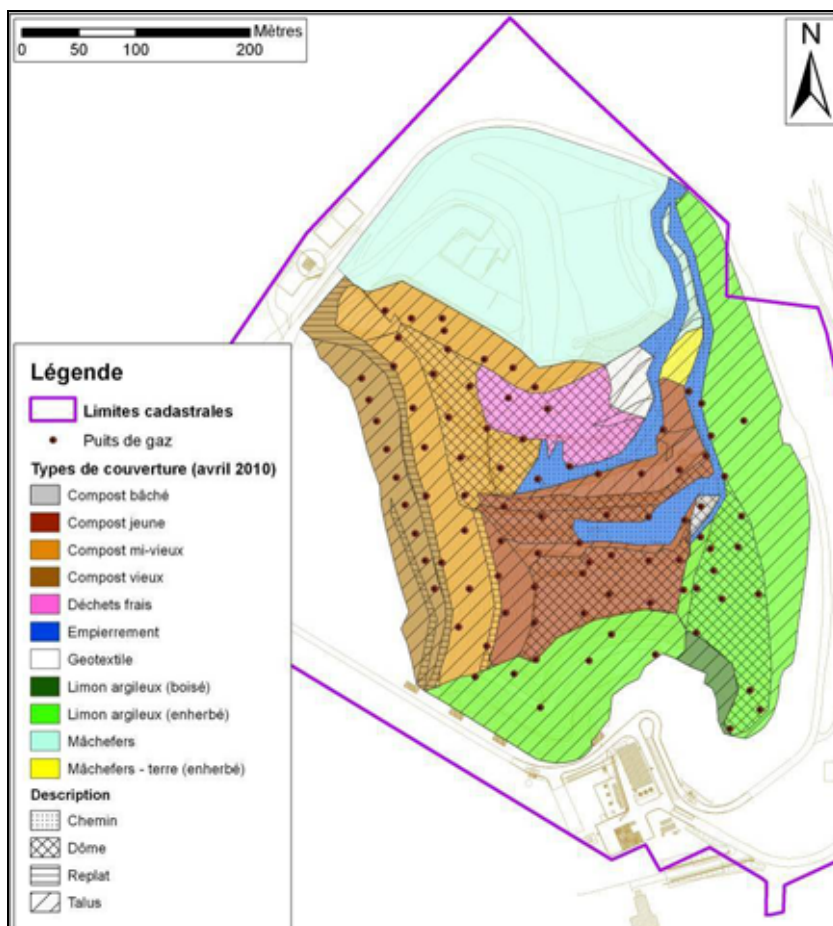 Mètres
0 50 100 200
N
Légende
Limites cadastrales
Puits de gaz
Types de couverture (avril 2010)
Compost bâché
Compost jeune
Compost mi-vieux
Compost vieux
Déchets frais
Empierrement
Geotextile
Limon argileux (boisé)
Limon argileux (enherbé)
Mâchefers
Mâchefers - terre (enherbé)
Description
Chemin
Dôme
Replat
Talus